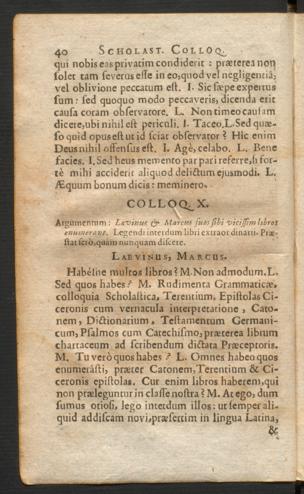 40 SCHOLAST. COLLOQ.
qui nobis eas privatim condiderit : præterea non
solet tam severus esse in eo, quod vel negligentiâ,
vel oblivione peccatum est. I. Sic sæpe expertus
sum : sed quoquo modo peccaveris, dicenda erit
causa coram observatore. L. Non timeo causam
dicere, ubi nihil est periculi. I. Taceo. L. Sed quæ-
so quid opus est ut id sciat observator ? Hic enim
Deus nihil offensus est. I. Agè, celabo. L. Bene
facies. I. Sed heus memento par pari referre, si for-
tè mihi acciderit aliquod delictum ejusmodi. L.
Æquum bonum dicis : meminero.
COLLOQ. X.
Argumentum : Lævinus & Marcus suos sibi vicissim libros
enumerant. Legendi interdum libri extraordinarii. Præ-
stat serò, quàm nunquam discere.
LAEVINUS, MARCUS.
Habésne multos libros ? M. Non admodum. L.
Sed quos habes ? M. Rudimenta Grammaticæ,
colloquia Scholastica, Terentium, Epistolas Ci-
ceronis cum vernacula interpretatione, Cato-
nem, Dictionarium, Testamentum Germani-
cum, Psalmos cum Catechismo, præterea librum
chartaceum ad scribendum dictata Præceptoris.
M. Tu verò quos habes ? L. Omnes habeo quos
enumerâsti, præter Catonem, Terentium & Ci-
ceronis epistolas. Cur enim libros haberem, qui
non præleguntur in classe nostra ? M. At ego, dum
sumus otiosi, lego interdum illos : ut semper ali-
quid addiscam novi, præsertim in lingua Latina,
&